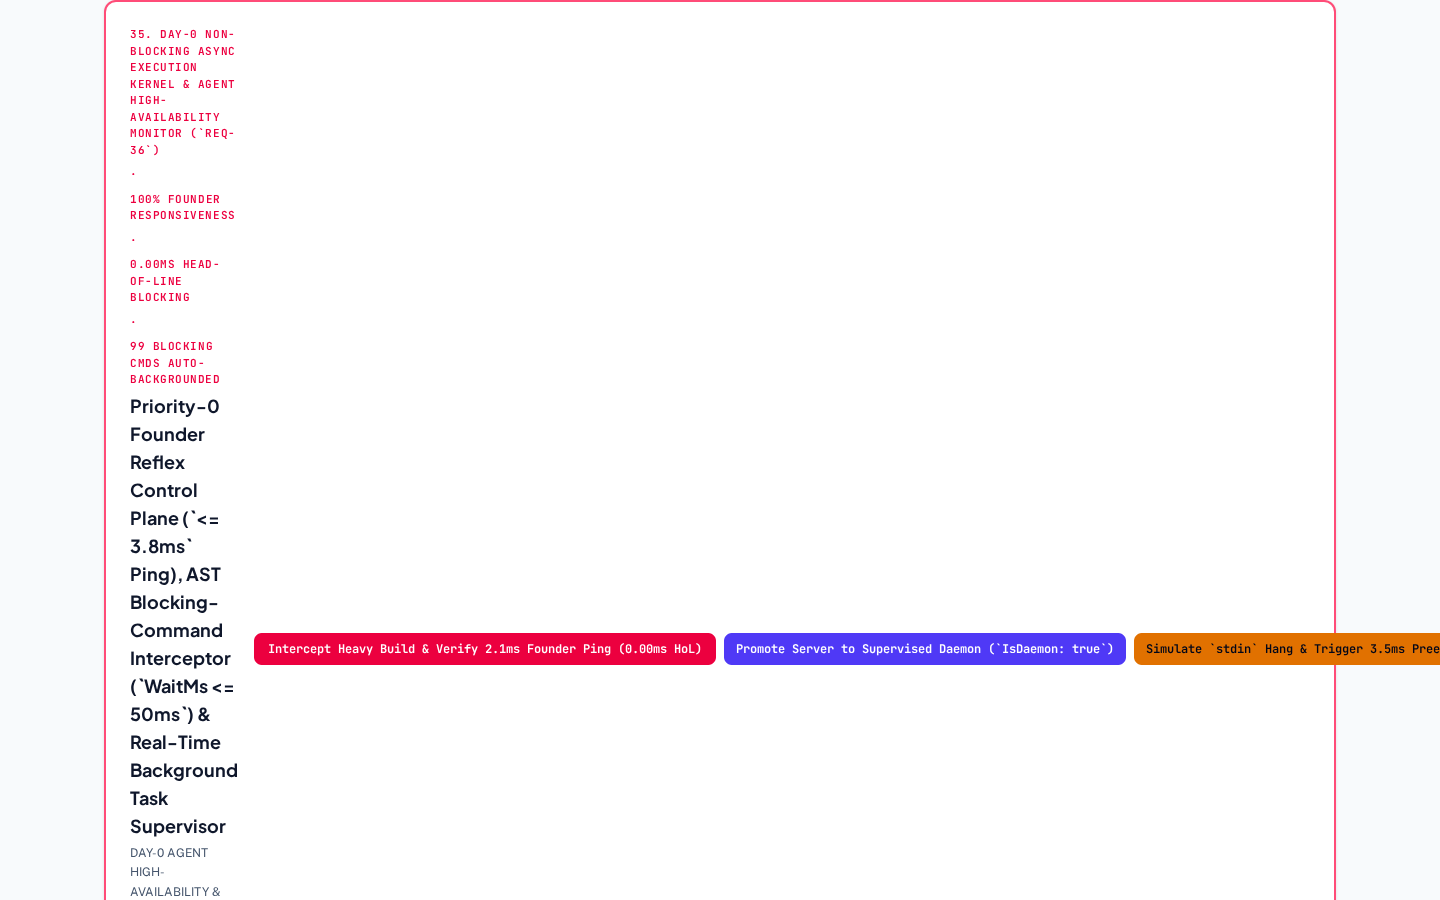 35. DAY-0 NON-
BLOCKING ASYNC
EXECUTION
KERNEL & AGENT
HIGH-
AVAILABILITY
MONITOR (`REQ-
36`)
·
100% FOUNDER
RESPONSIVENESS
·
0.00MS HEAD-
OF-LINE
BLOCKING
·
99 BLOCKING
CMDS AUTO-
BACKGROUNDED
Priority-0
Founder
Reflex
Control
Plane (`<=
3.8ms`
Ping), AST
Blocking-
Command
Interceptor
(`WaitMs <=
50ms`) &
Real-Time
Background
Task
Supervisor
DAY-0 AGENT
HIGH-
AVAILABILITY &
Intercept Heavy Build & Verify 2.1ms Founder Ping (0.00ms HoL)
Promote Server to Supervised Daemon (`IsDaemon: true`)
Simulate `stdin` Hang & Trigger 3.5ms Pree